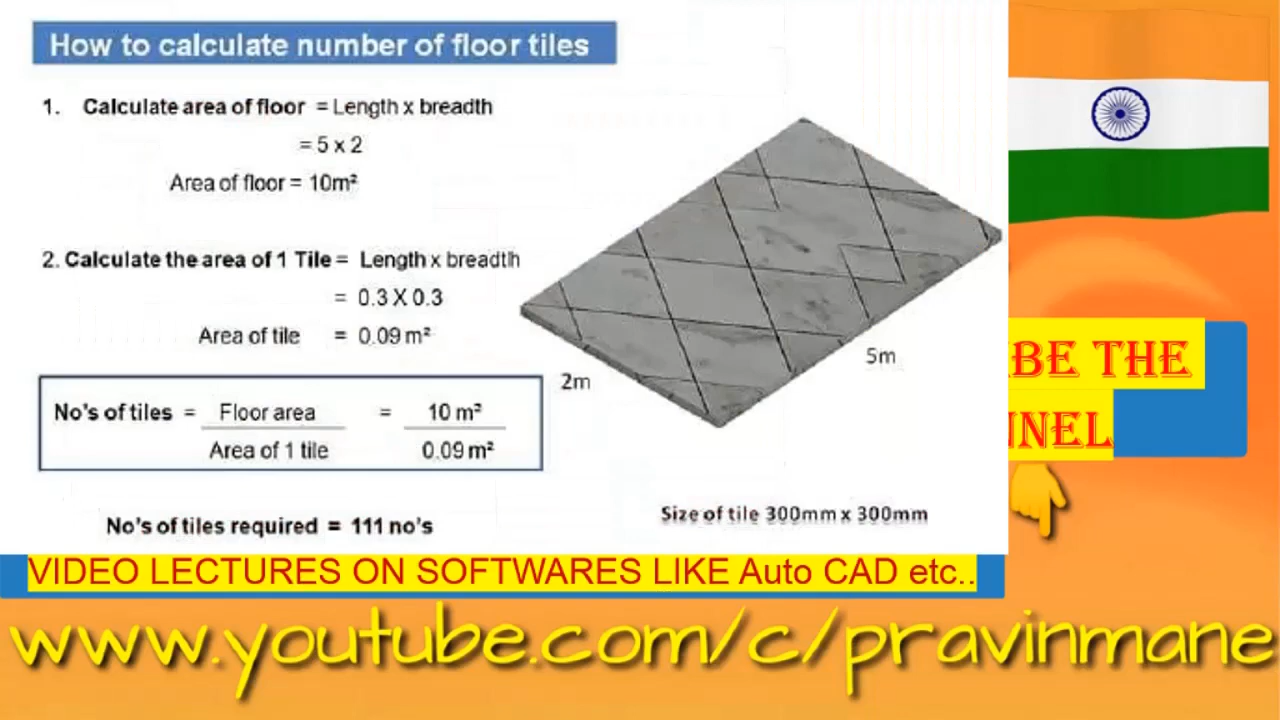 How to calculate number of floor tiles
1. Calculate area of floor = Length x breadth
= 5 x 2
Area of floor = 10m²
2. Calculate the area of 1 Tile = Length x breadth
= 0.3 X 0.3
Area of tile = 0.09 m²
No's of tiles = Floor area = 10 m²
Area of 1 tile 0.09 m²
No's of tiles required = 111 no's
2m
5m
Size of tile 300mm x 300mm
THE
VIDEO LECTURES ON SOFTWARES LIKE Auto CAD etc..
www.youtube.com/c/pravinmane